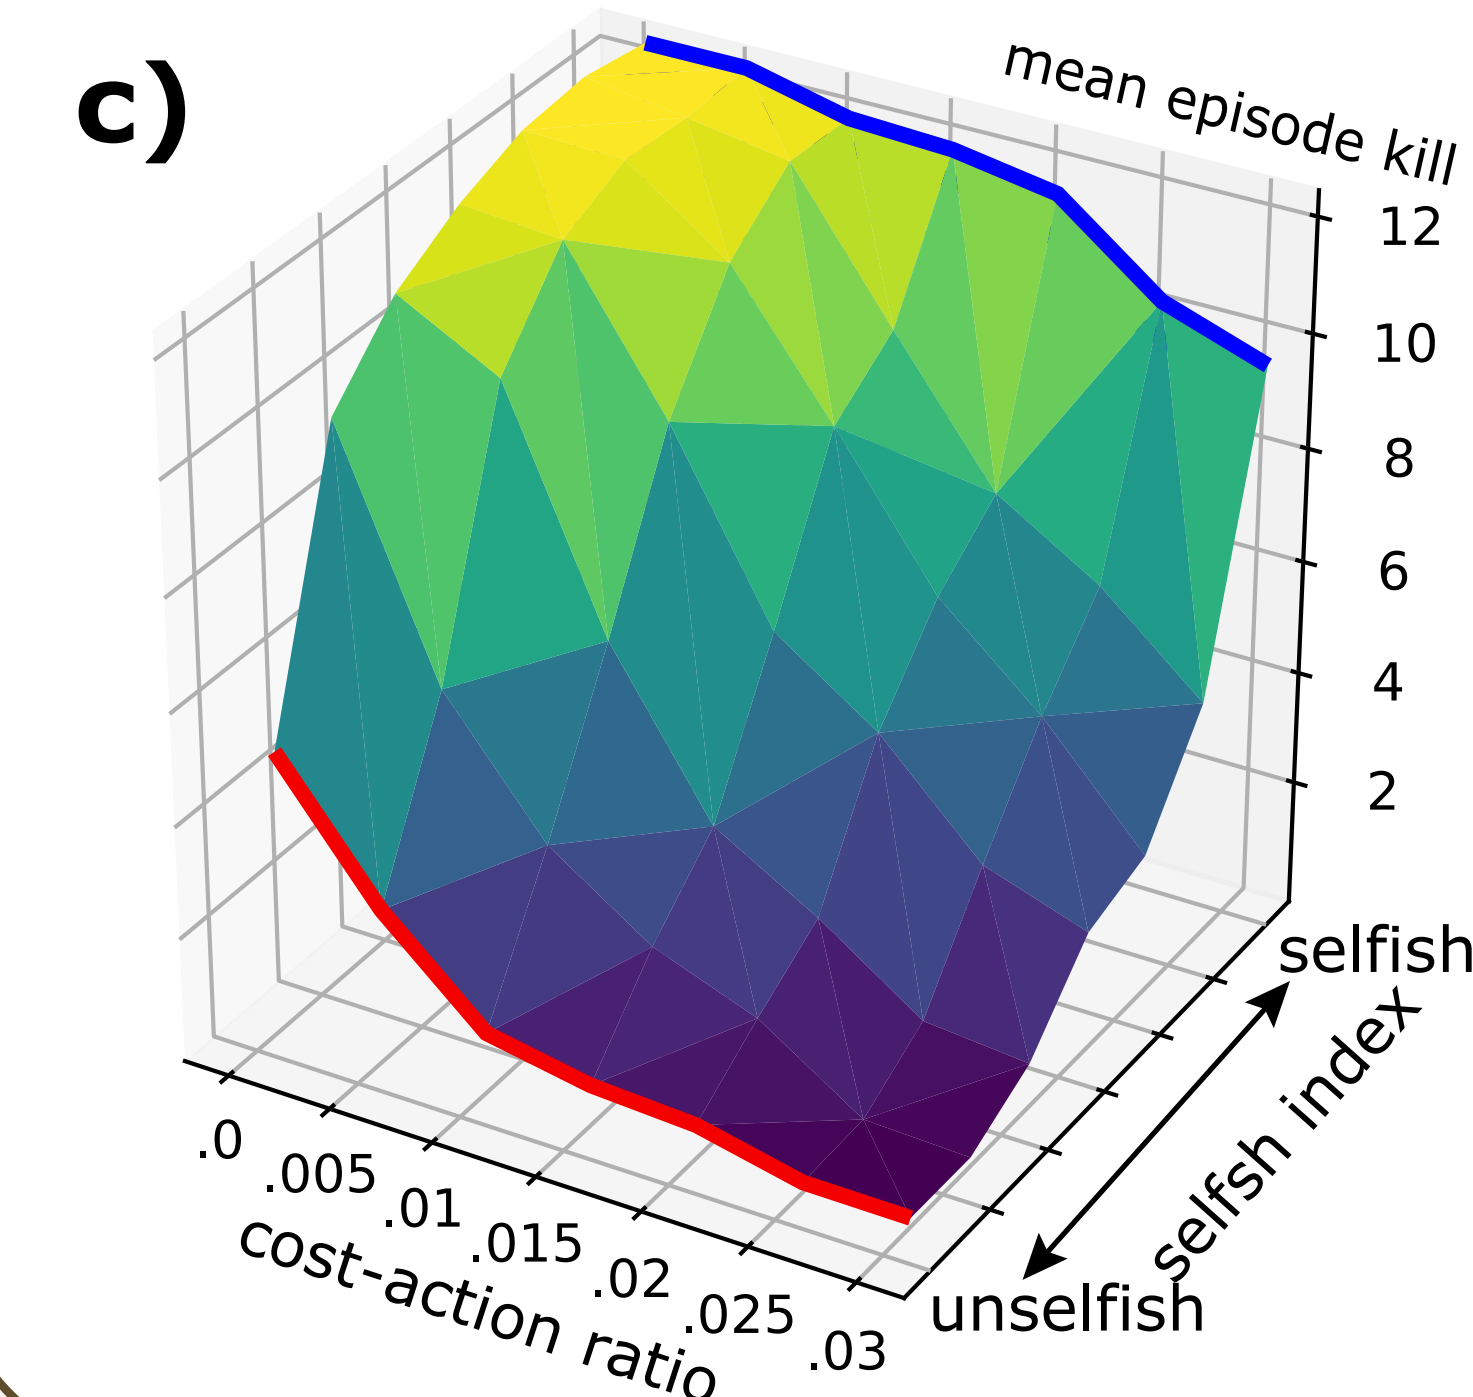 c)
mean episode kill
12
10
8
6
4
2
selfish
selfsh index
unselfish
.0
.005
.01
.015
.02
.025
.03
cost-action ratio